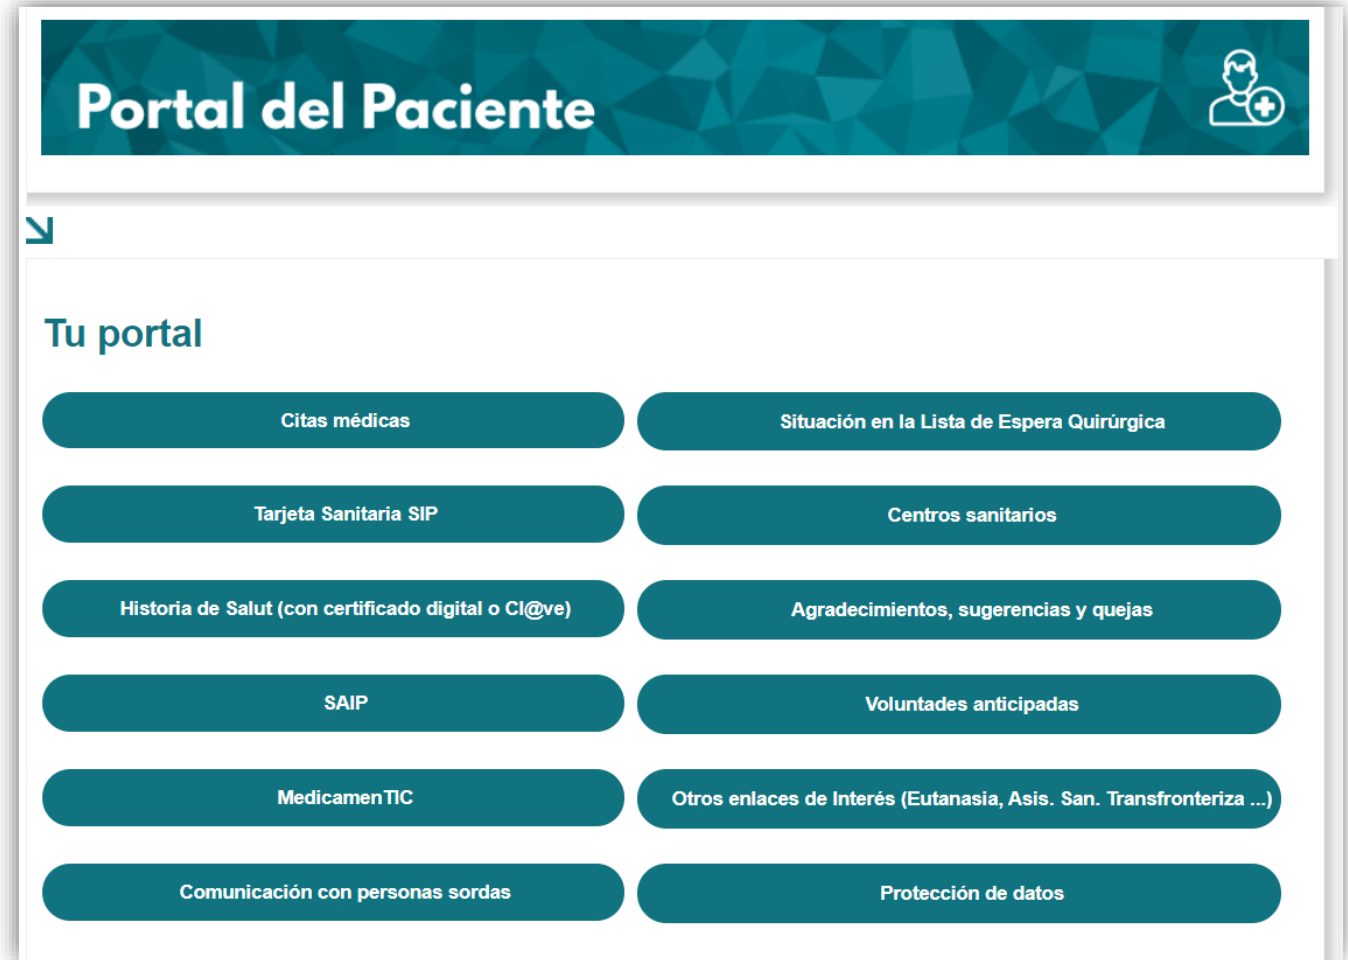 Portal del Paciente
Tu portal
Citas médicas
Situación en la Lista de Espera Quirúrgica
Tarjeta Sanitaria SIP
Centros sanitarios
Historia de Salut (con certificado digital o Cl@ve)
Agradecimientos, sugerencias y quejas
SAIP
Voluntades anticipadas
MedicamenTIC
Otros enlaces de Interés (Eutanasia, Asis. San. Transfronteriza ...)
Comunicación con personas sordas
Protección de datos